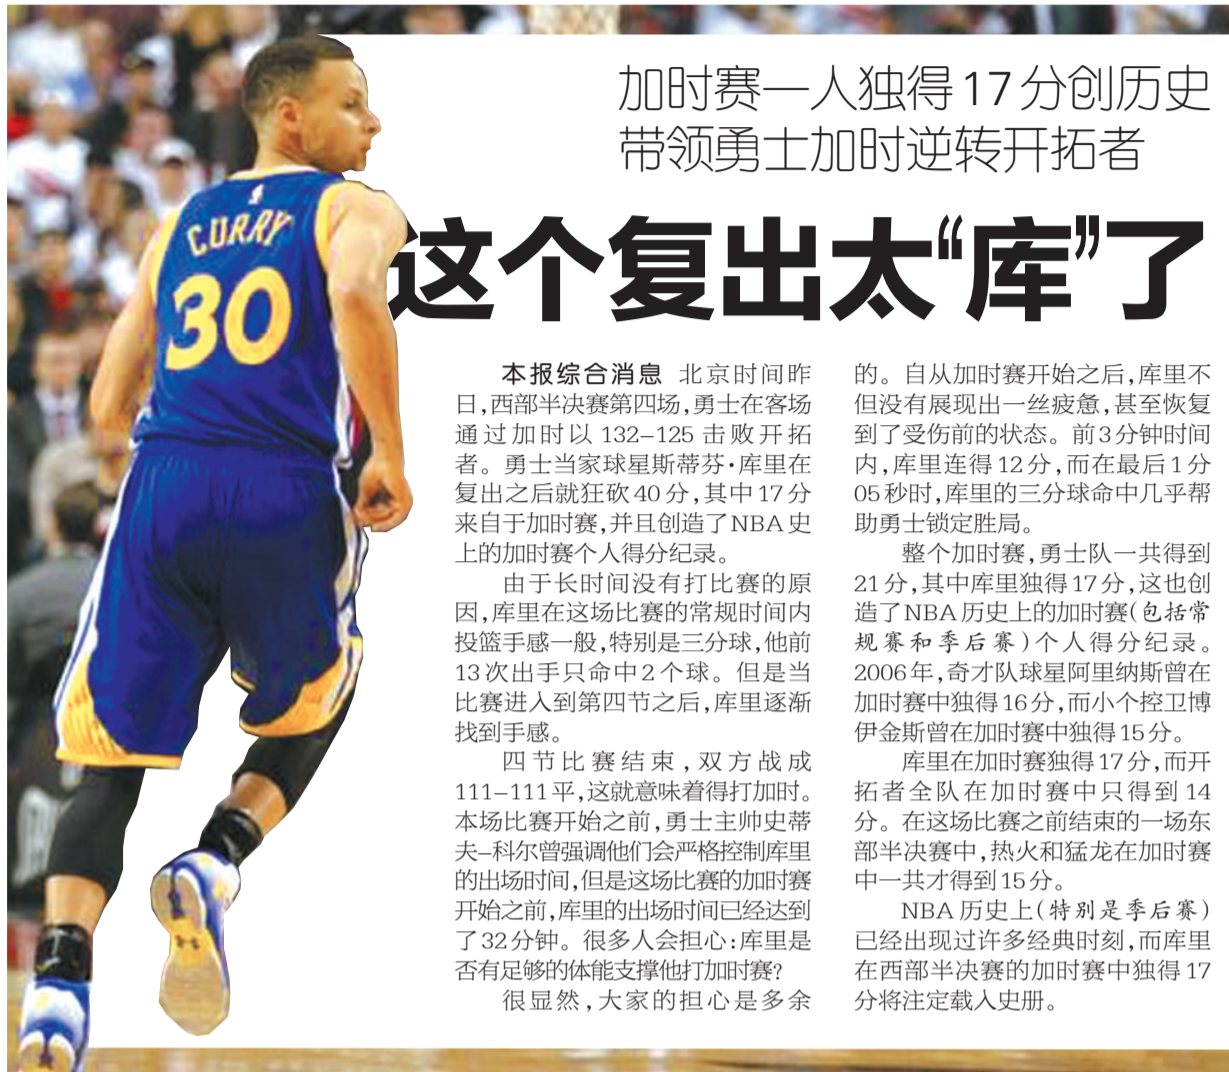 加时赛一人独得17分创历史
带领勇士加时逆转开拓者
这个复出太“库”了
CURRY
30
本报综合消息 北京时间昨
日,西部半决赛第四场,勇士在客场
通过加时以132-125击败开拓
者。勇士当家球星斯蒂芬·库里在
复出之后就狂砍40分,其中17分
来自于加时赛,并且创造了NBA史
上的加时赛个人得分纪录。
由于长时间没有打比赛的原
因,库里在这场比赛的常规时间内
投篮手感一般,特别是三分球,他前
13次出手只命中2个球。但是当
比赛进入到第四节之后,库里逐渐
找到手感。
四节比赛结束,双方战成
111-111平,这就意味着得打加时。
本场比赛开始之前,勇士主帅史蒂
夫-科尔曾强调他们会严格控制库里
的出场时间,但是这场比赛的加时赛
开始之前,库里的出场时间已经达到
了32分钟。很多人会担心:库里是
否有足够的体能支撑他打加时赛?
很显然,大家的担心是多余
的。自从加时赛开始之后,库里不
但没有展现出一丝疲惫,甚至恢复
到了受伤前的状态。前3分钟时间
内,库里连得12分,而在最后1分
05秒时,库里的三分球命中几乎帮
助勇士锁定胜局。
整个加时赛,勇士队一共得到
21分,其中库里独得17分,这也创
造了NBA历史上的加时赛(包括常
规赛和季后赛)个人得分纪录。
2006年,奇才队球星阿里纳斯曾在
加时赛中独得16分,而小个控卫博
伊金斯曾在加时赛中独得15分。
库里在加时赛独得17分,而开
拓者全队在加时赛中只得到14
分。在这场比赛之前结束的一场东
部半决赛中,热火和猛龙在加时赛
中一共才得到15分。
NBA历史上(特别是季后赛)
已经出现过许多经典时刻,而库里
在西部半决赛的加时赛中独得17
分将注定载入史册。